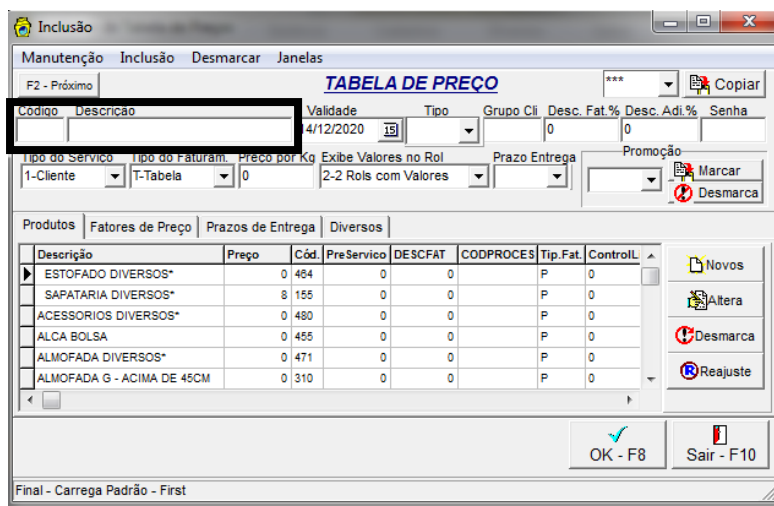 Inclusão
Manutenção Inclusão Desmarcar Janelas
F2 - Próximo TABELA DE PREÇO *** Copiar
Código Descrição Validade Tipo Grupo Cli Desc. Fat.% Desc. Adi.% Senha
14/12/2020 15 0 0
Tipo do Servico Tipo do Faturam. Preco por Kg Exibe Valores no Rol Prazo Entrega Promoção
1-Cliente T-Tabela 0 2-2 Rols com Valores Marcar
Desmarca
Produtos Fatores de Preço Prazos de Entrega Diversos
Descrição Preço Cód. PreServico DESCFAT CODPROCES Tip.Fat. ControlL
ESTOFADO DIVERSOS* 0 464 0 0 P 0
SAPATARIA DIVERSOS* 8 155 0 0 P 0
ACESSORIOS DIVERSOS* 0 480 0 0 P 0
ALCA BOLSA 0 455 0 0 P 0
ALMOFADA DIVERSOS* 0 471 0 0 P 0
ALMOFADA G - ACIMA DE 45CM 0 310 0 0 P 0
Novos
Altera
Desmarca
Reajuste
OK - F8 Sair - F10
Final - Carrega Padrão - First